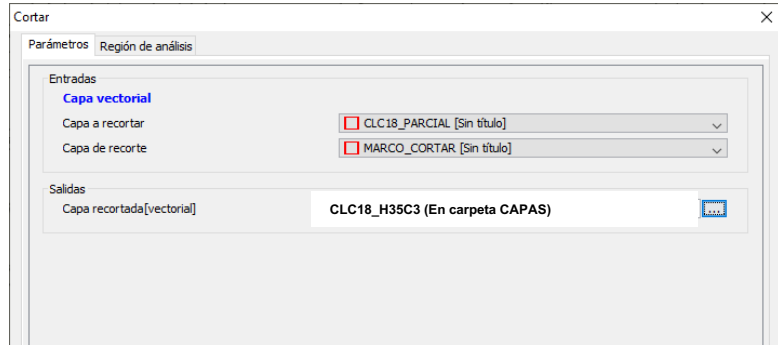 Cortar
Parámetros Región de análisis
Entradas
Capa vectorial
Capa a recortar CLC18_PARCIAL [Sin título]
Capa de recorte MARCO_CORTAR [Sin título]
Salidas
Capa recortada[vectorial] CLC18_H35C3 (En carpeta CAPAS) ...